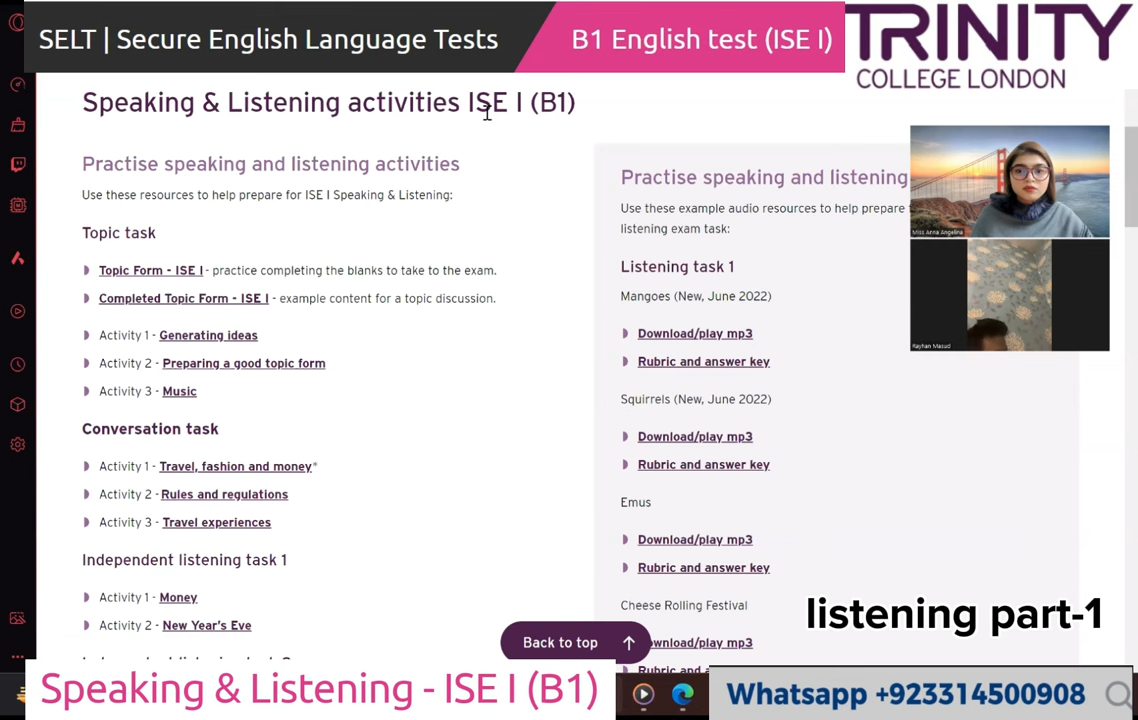 SELT | Secure English Language Tests
B1 English test (ISE I)
TRINITY
COLLEGE LONDON
Speaking & Listening activities ISE I (B1)
Practise speaking and listening activities
Use these resources to help prepare for ISE I Speaking & Listening:
Topic task
Topic Form - ISE I - practice completing the blanks to take to the exam.
Completed Topic Form - ISE I - example content for a topic discussion.
Activity 1 - Generating ideas
Activity 2 - Preparing a good topic form
Activity 3 - Music
Conversation task
Activity 1 - Travel, fashion and money*
Activity 2 - Rules and regulations
Activity 3 - Travel experiences
Independent listening task 1
Activity 1 - Money
Activity 2 - New Year's Eve
Practise speaking and listening
Use these example audio resources to help prepare
listening exam task:
Listening task 1
Mangoes (New, June 2022)
Download/play mp3
Rubric and answer key
Squirrels (New, June 2022)
Download/play mp3
Rubric and answer key
Emus
Download/play mp3
Rubric and answer key
Cheese Rolling Festival
ownload/play mp3
Rubric and a
Miss Anna Angelina
Rayhan Masud
Back to top
listening part-1
Speaking & Listening - ISE I (B1)
Whatsapp +923314500908